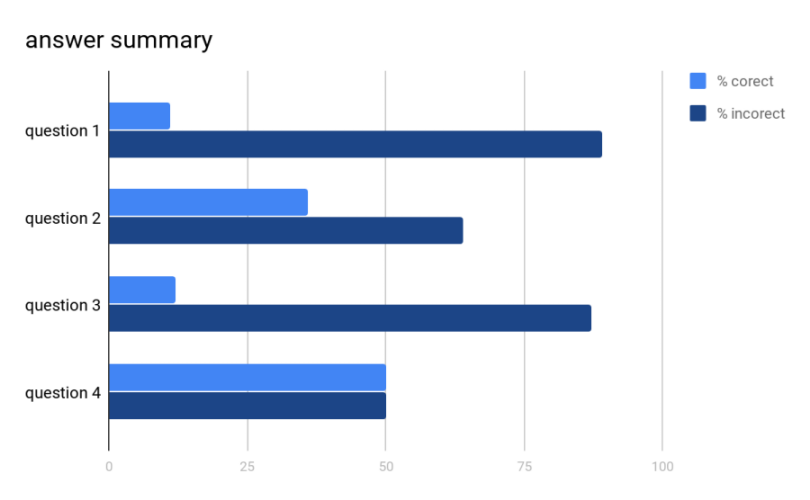 answer summary
% corect
% incorect
question 1
question 2
question 3
question 4
0 25 50 75 100